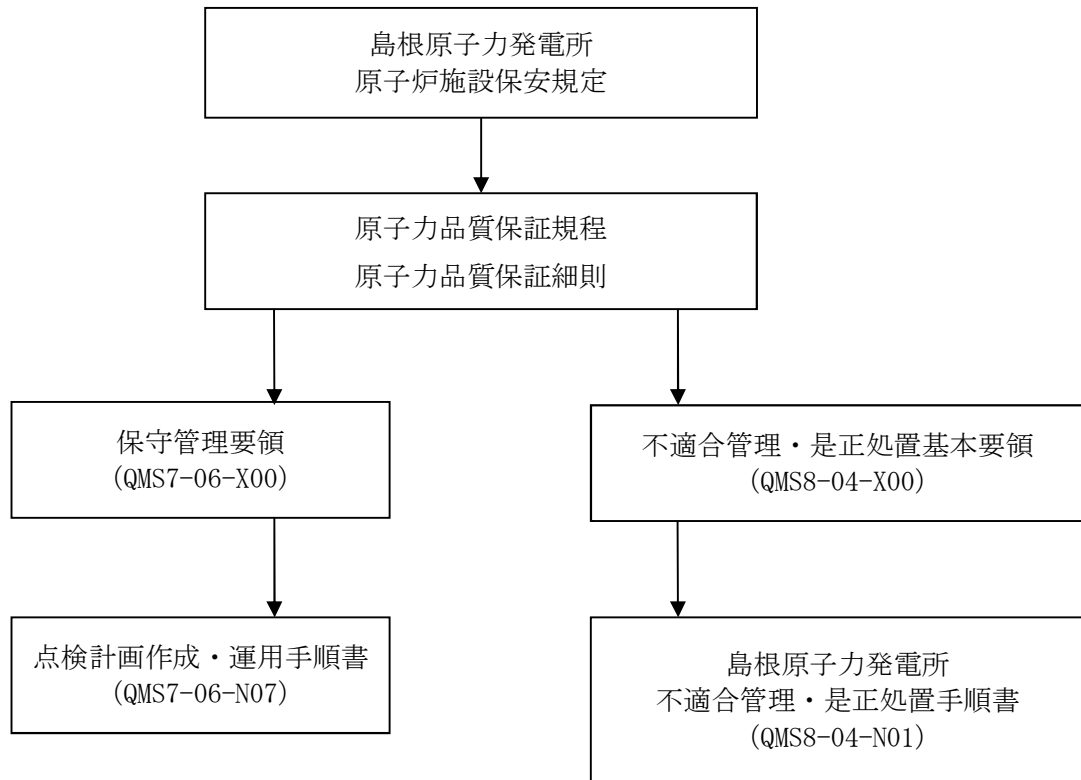 島根原子力発電所
原子炉施設保安規定
原子力品質保証規程
原子力品質保証細則
保守管理要領
(QMS7-06-X00)
不適合管理・是正処置基本要領
(QMS8-04-X00)
点検計画作成・運用手順書
(QMS7-06-N07)
島根原子力発電所
不適合管理・是正処置手順書
(QMS8-04-N01)